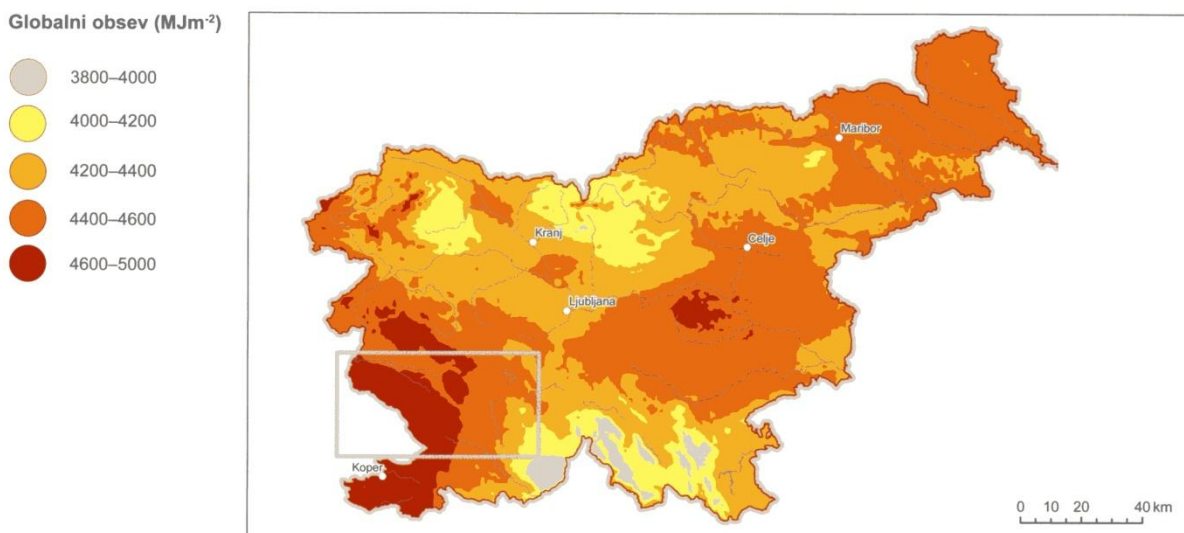 Globalni obsev (MJm⁻²)
3800–4000
4000–4200
4200–4400
4400–4600
4600–5000
Maribor
Kranj
Celje
Ljubljana
Koper
0 10 20 40 km